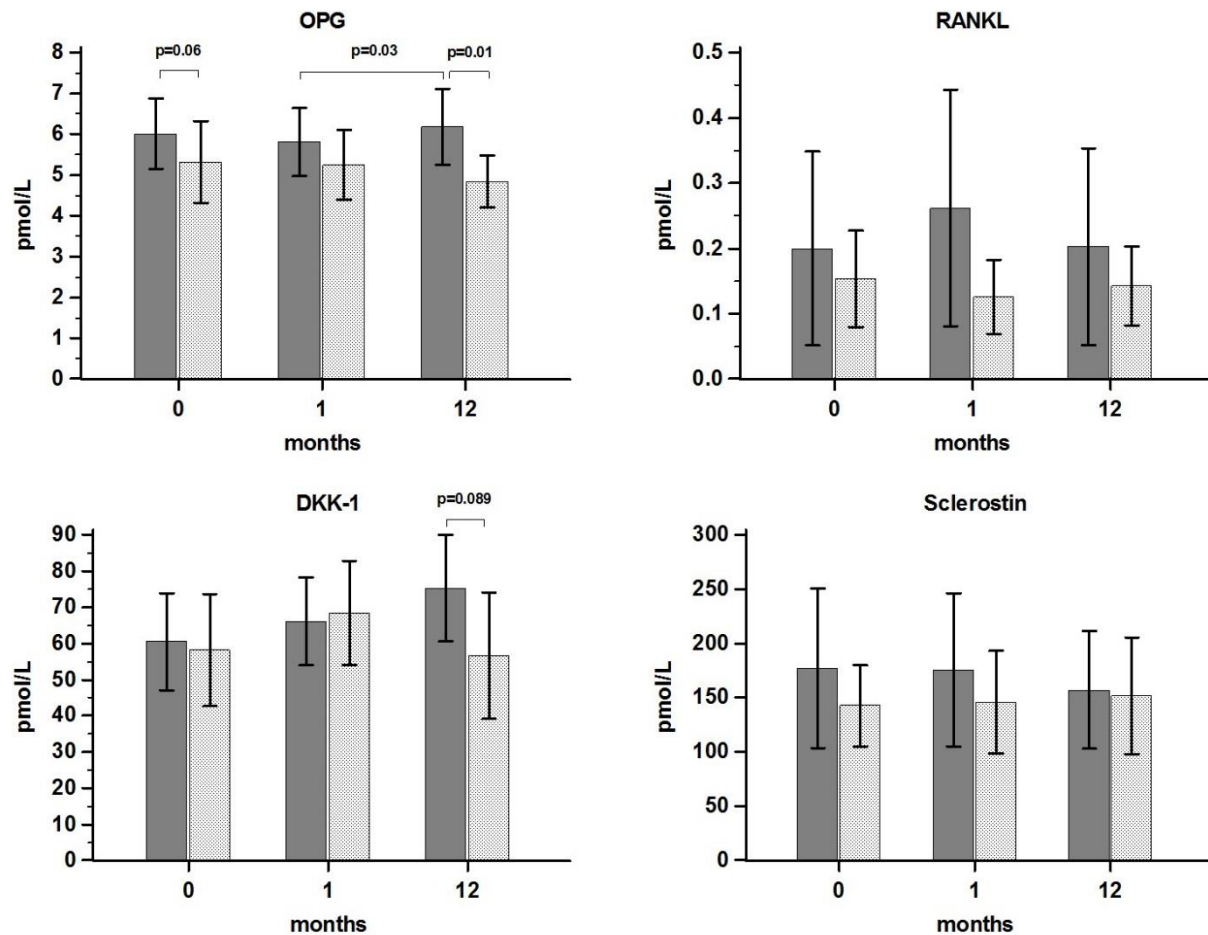 OPG
p=0.06
p=0.03
p=0.01
8
7
6
5
4
3
2
1
0
pmol/L
0 1 12
months
RANKL
0.5
0.4
0.3
0.2
0.1
0.0
pmol/L
0 1 12
months
DKK-1
p=0.089
90
80
70
60
50
40
30
20
10
0
pmol/L
0 1 12
months
Sclerostin
300
250
200
150
100
50
0
pmol/L
0 1 12
months